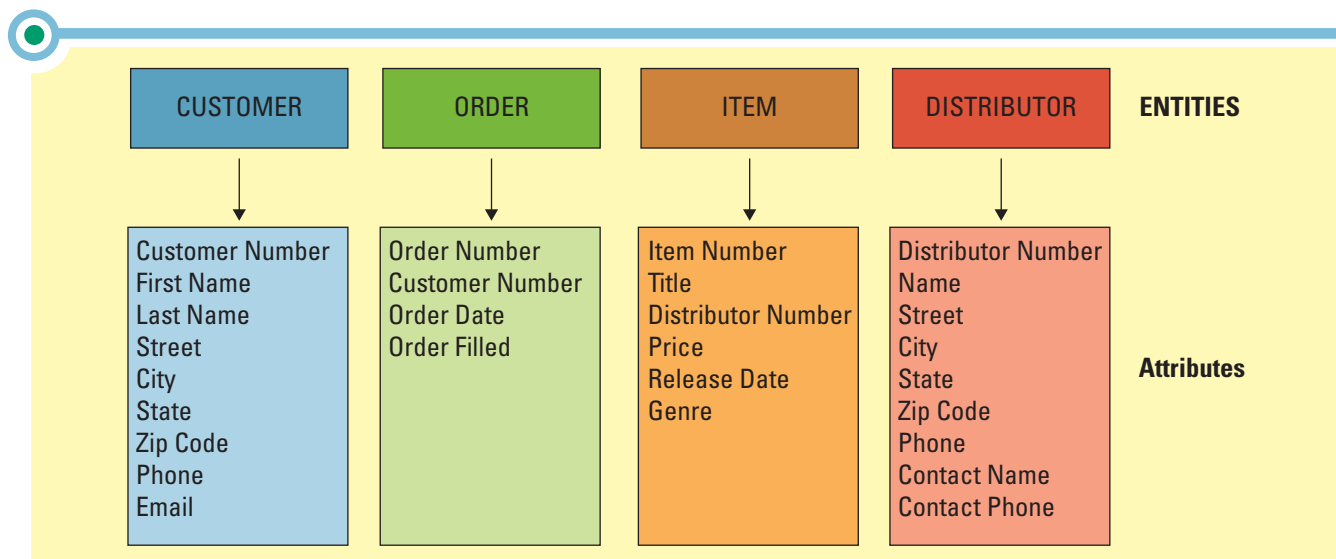 CUSTOMER
ORDER
ITEM
DISTRIBUTOR
ENTITIES
Customer Number
First Name
Last Name
Street
City
State
Zip Code
Phone
Email
Order Number
Customer Number
Order Date
Order Filled
Item Number
Title
Distributor Number
Price
Release Date
Genre
Distributor Number
Name
Street
City
State
Zip Code
Phone
Contact Name
Contact Phone
Attributes